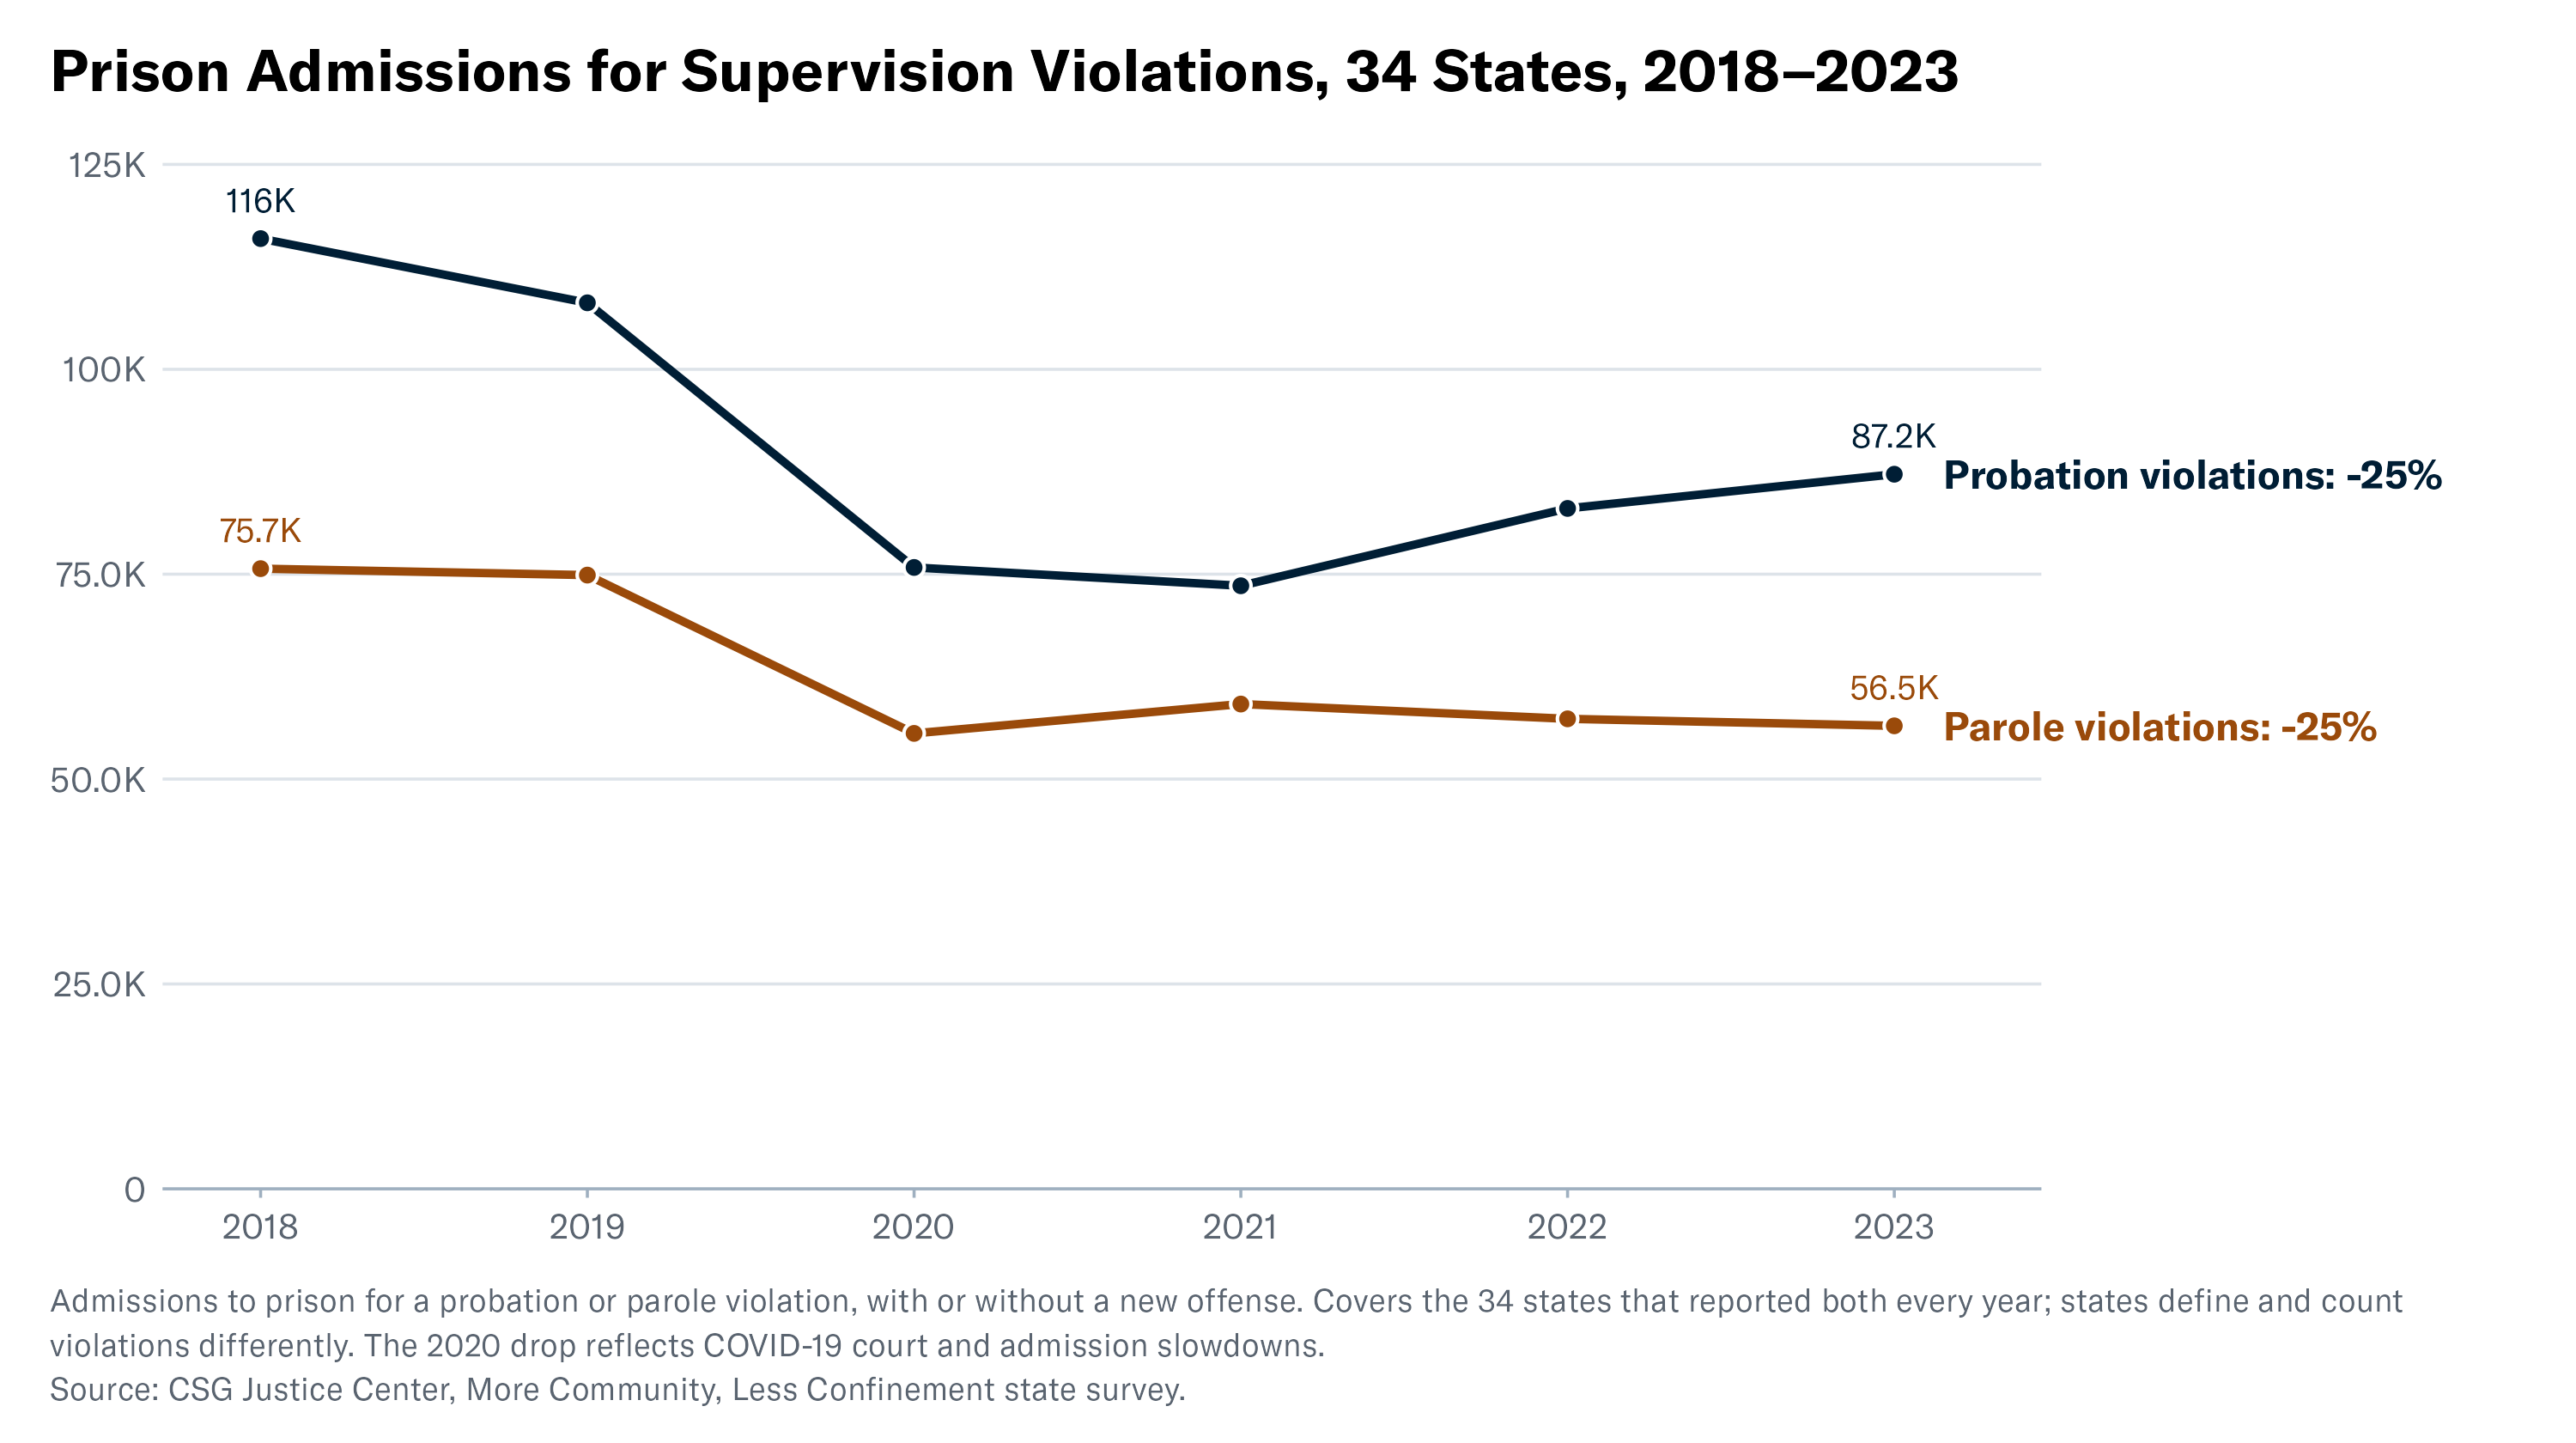 Prison Admissions for Supervision Violations, 34 States, 2018–2023
125K
116K
100K
87.2K
Probation violations: -25%
75.7K
75.0K
56.5K
Parole violations: -25%
50.0K
25.0K
0
2018 2019 2020 2021 2022 2023
Admissions to prison for a probation or parole violation, with or without a new offense. Covers the 34 states that reported both every year; states define and count
violations differently. The 2020 drop reflects COVID-19 court and admission slowdowns.
Source: CSG Justice Center, More Community, Less Confinement state survey.